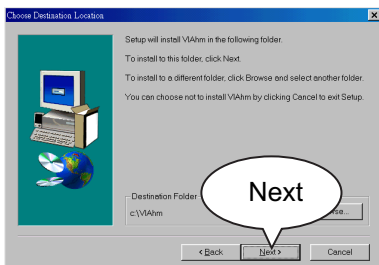 Choose Destination Location
Setup will install VIAhm in the following folder.
To install to this folder, click Next.
To install to a different folder, click Browse and select another folder.
You can choose not to install VIAhm by clicking Cancel to exit Setup.
Destination Folder
c:\VIAhm
Next
< Back
Next >
Cancel